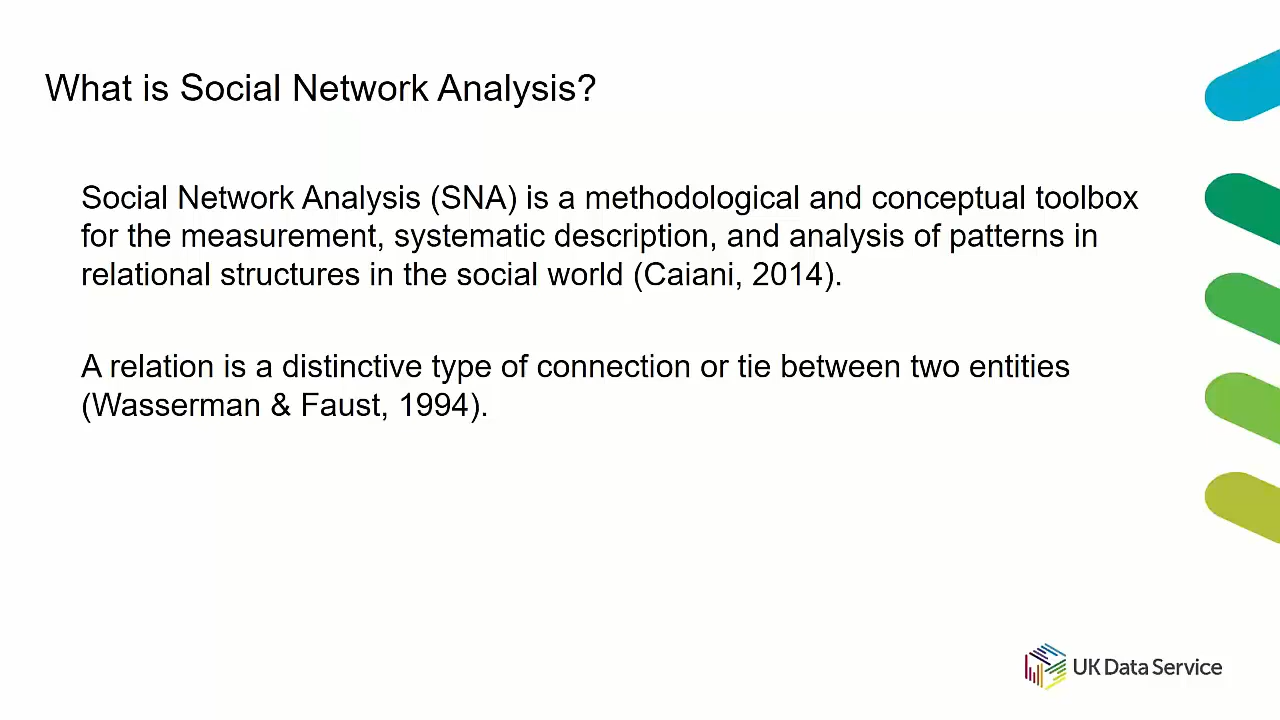 What is Social Network Analysis?
Social Network Analysis (SNA) is a methodological and conceptual toolbox
for the measurement, systematic description, and analysis of patterns in
relational structures in the social world (Caiani, 2014).
A relation is a distinctive type of connection or tie between two entities
(Wasserman & Faust, 1994).
UK Data Service